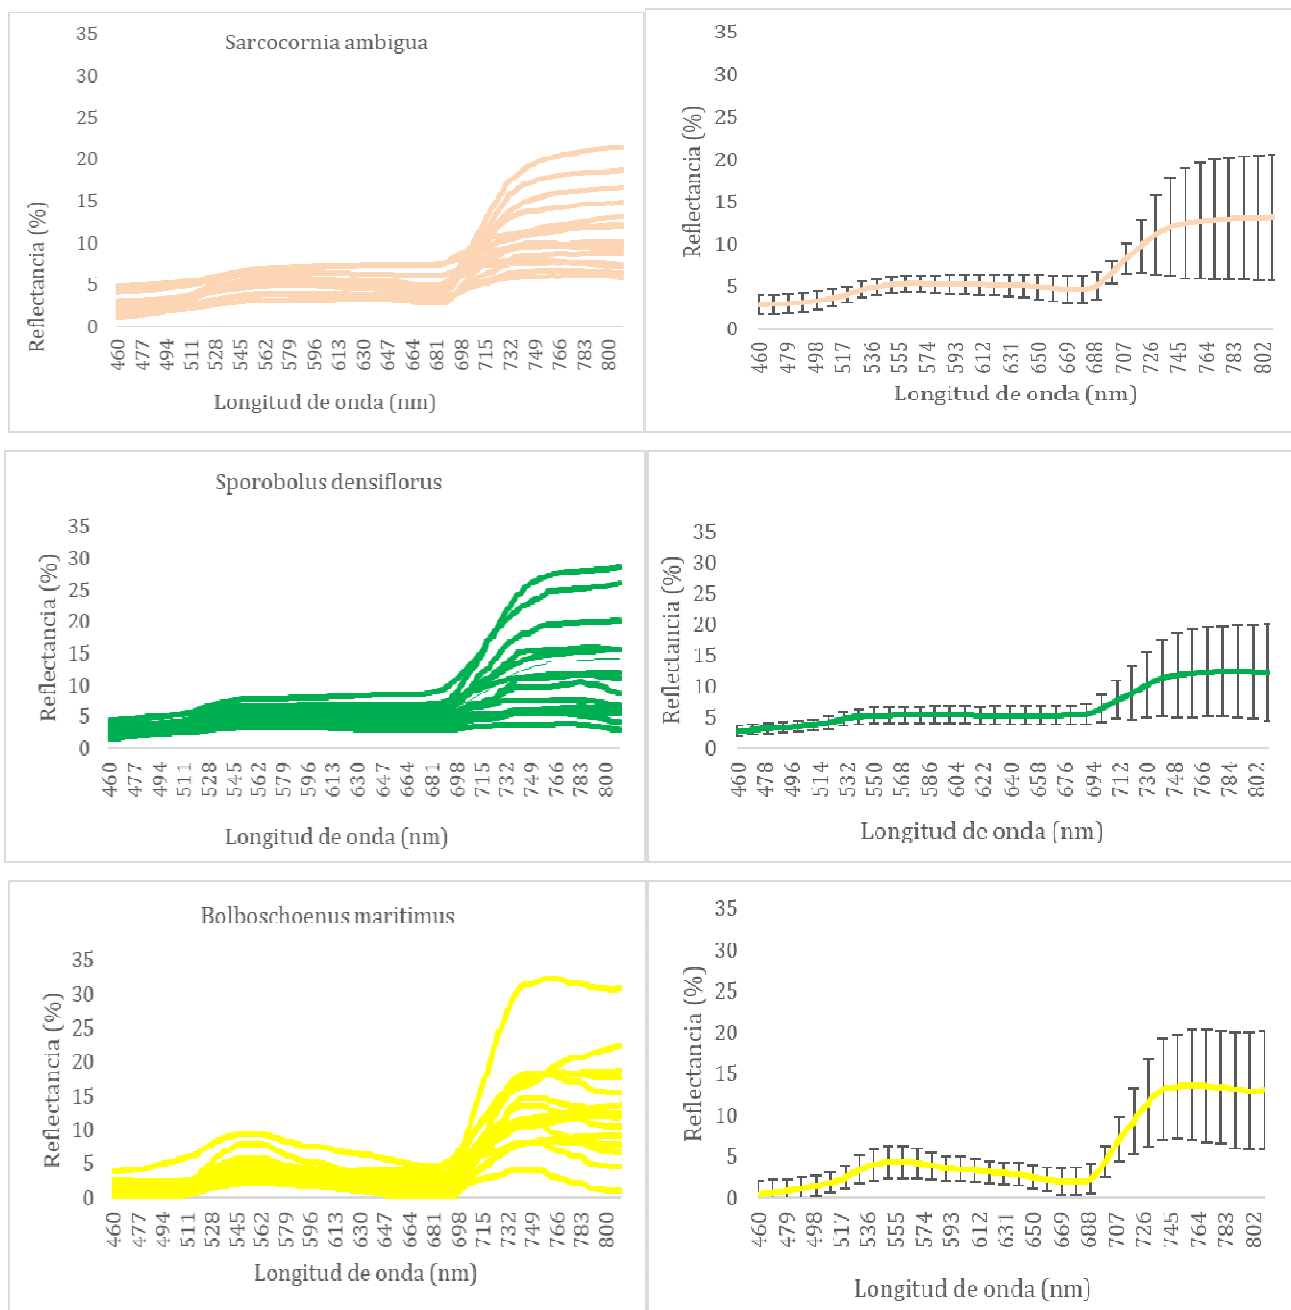 Sarcocornia ambigua
35
30
25
20
15
10
5
0
Reflectancia (%)
460 477 494 511 528 545 562 579 596 613 630 647 664 681 698 715 732 749 766 783 800
Longitud de onda (nm)
35
30
25
20
15
10
5
0
Reflectancia (%)
460 479 498 517 536 555 574 593 612 631 650 669 688 707 726 745 764 783 802
Longitud de onda (nm)
Sporobolus densiflorus
35
30
25
20
15
10
5
0
Reflectancia (%)
460 477 494 511 528 545 562 579 596 613 630 647 664 681 698 715 732 749 766 783 800
Longitud de onda (nm)
35
30
25
20
15
10
5
0
Reflectancia (%)
460 478 496 514 532 550 568 586 604 622 640 658 676 694 712 730 748 766 784 802
Longitud de onda (nm)
Bolboschoenus maritimus
35
30
25
20
15
10
5
0
Reflectancia (%)
460 477 494 511 528 545 562 579 596 613 630 647 664 681 698 715 732 749 766 783 800
Longitud de onda (nm)
35
30
25
20
15
10
5
0
Reflectancia (%)
460 479 498 517 536 555 574 593 612 631 650 669 688 707 726 745 764 783 802
Longitud de onda (nm)